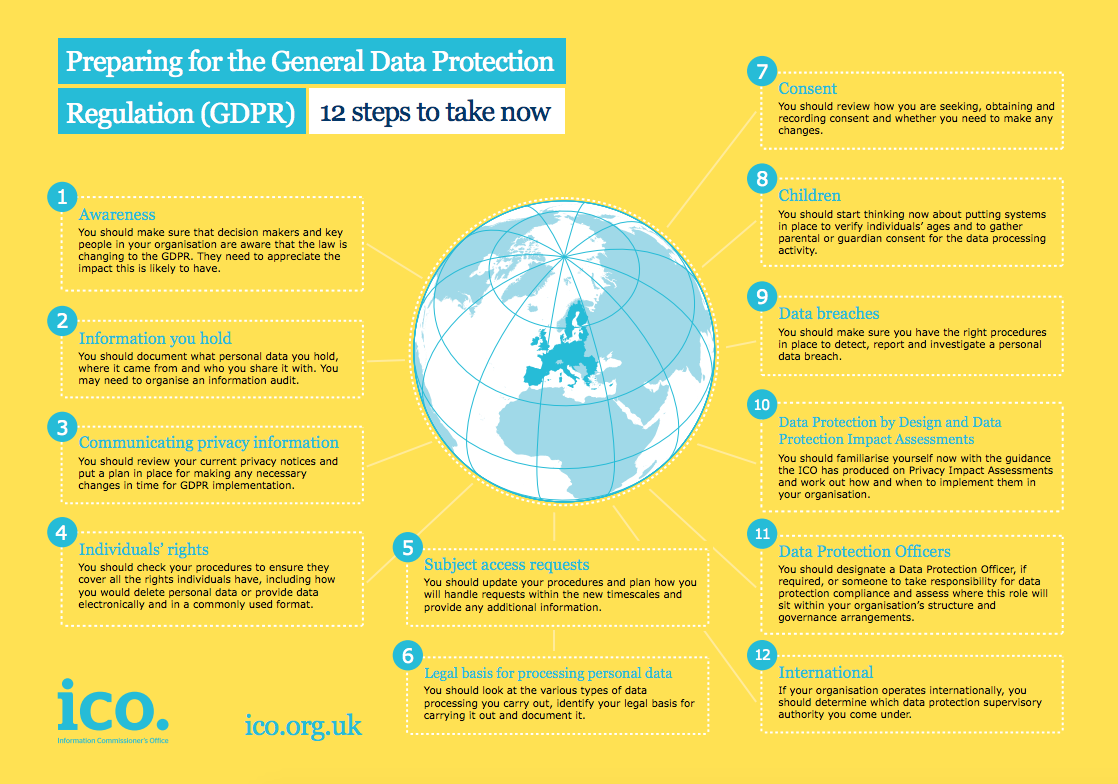 Preparing for the General Data Protection
Regulation (GDPR) 12 steps to take now
1
Awareness
You should make sure that decision makers and key
people in your organisation are aware that the law is
changing to the GDPR. They need to appreciate the
impact this is likely to have.
2
Information you hold
You should document what personal data you hold,
where it came from and who you share it with. You
may need to organise an information audit.
3
Communicating privacy information
You should review your current privacy notices and
put a plan in place for making any necessary
changes in time for GDPR implementation.
4
Individuals’ rights
You should check your procedures to ensure they
cover all the rights individuals have, including how
you would delete personal data or provide data
electronically and in a commonly used format.
5
Subject access requests
You should update your procedures and plan how you
will handle requests within the new timescales and
provide any additional information.
6
Legal basis for processing personal data
You should look at the various types of data
processing you carry out, identify your legal basis for
carrying it out and document it.
7
Consent
You should review how you are seeking, obtaining and
recording consent and whether you need to make any
changes.
8
Children
You should start thinking now about putting systems
in place to verify individuals’ ages and to gather
parental or guardian consent for the data processing
activity.
9
Data breaches
You should make sure you have the right procedures
in place to detect, report and investigate a personal
data breach.
10
Data Protection by Design and Data
Protection Impact Assessments
You should familiarise yourself now with the guidance
the ICO has produced on Privacy Impact Assessments
and work out how and when to implement them in
your organisation.
11
Data Protection Officers
You should designate a Data Protection Officer, if
required, or someone to take responsibility for data
protection compliance and assess where this role will
sit within your organisation’s structure and
governance arrangements.
12
International
If your organisation operates internationally, you
should determine which data protection supervisory
authority you come under.
ico.
Information Commissioner’s Office
ico.org.uk